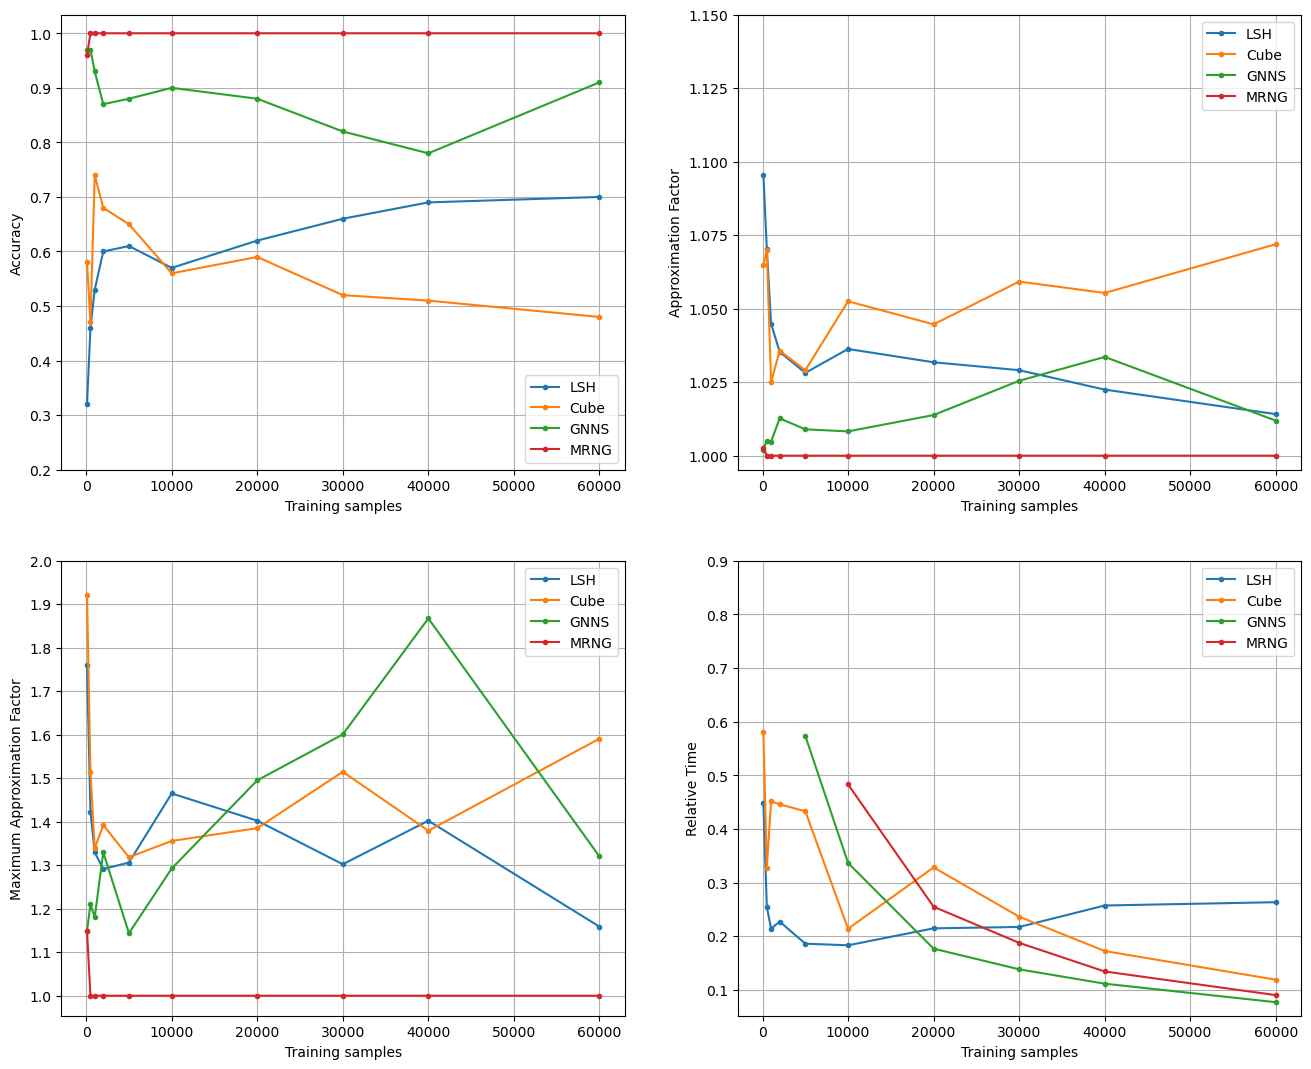 1.0
0.9
0.8
0.7
0.6
0.5
0.4
0.3
0.2
Accuracy
0 10000 20000 30000 40000 50000 60000
Training samples
LSH
Cube
GNNS
MRNG
1.150
1.125
1.100
1.075
1.050
1.025
1.000
Approximation Factor
0 10000 20000 30000 40000 50000 60000
Training samples
LSH
Cube
GNNS
MRNG
2.0
1.9
1.8
1.7
1.6
1.5
1.4
1.3
1.2
1.1
1.0
Maximum Approximation Factor
0 10000 20000 30000 40000 50000 60000
Training samples
LSH
Cube
GNNS
MRNG
0.9
0.8
0.7
0.6
0.5
0.4
0.3
0.2
0.1
Relative Time
0 10000 20000 30000 40000 50000 60000
Training samples
LSH
Cube
GNNS
MRNG